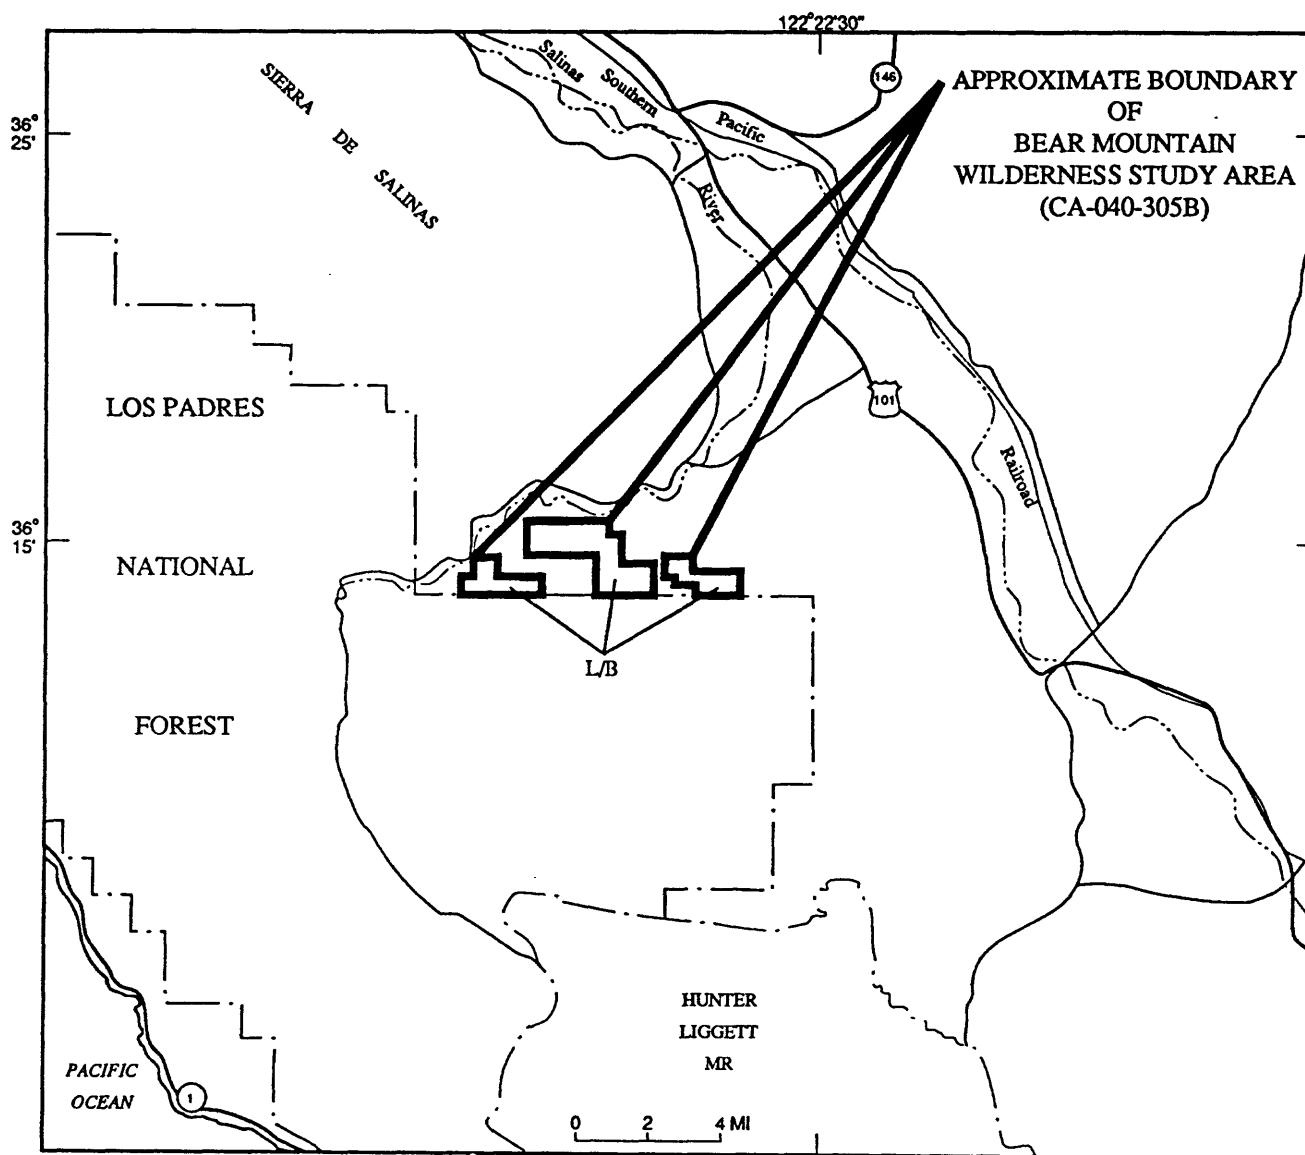 122°22'30"
146
APPROXIMATE BOUNDARY
OF
BEAR MOUNTAIN
WILDERNESS STUDY AREA
(CA-040-305B)
Salinas
River
Southern
Pacific
Railroad
SIERRA
DE
SALINAS
36°
25'
101
LOS PADRES
NATIONAL
FOREST
36°
15'
L/B
HUNTER
LIGGETT
MR
PACIFIC
OCEAN
1
0 2 4 MI